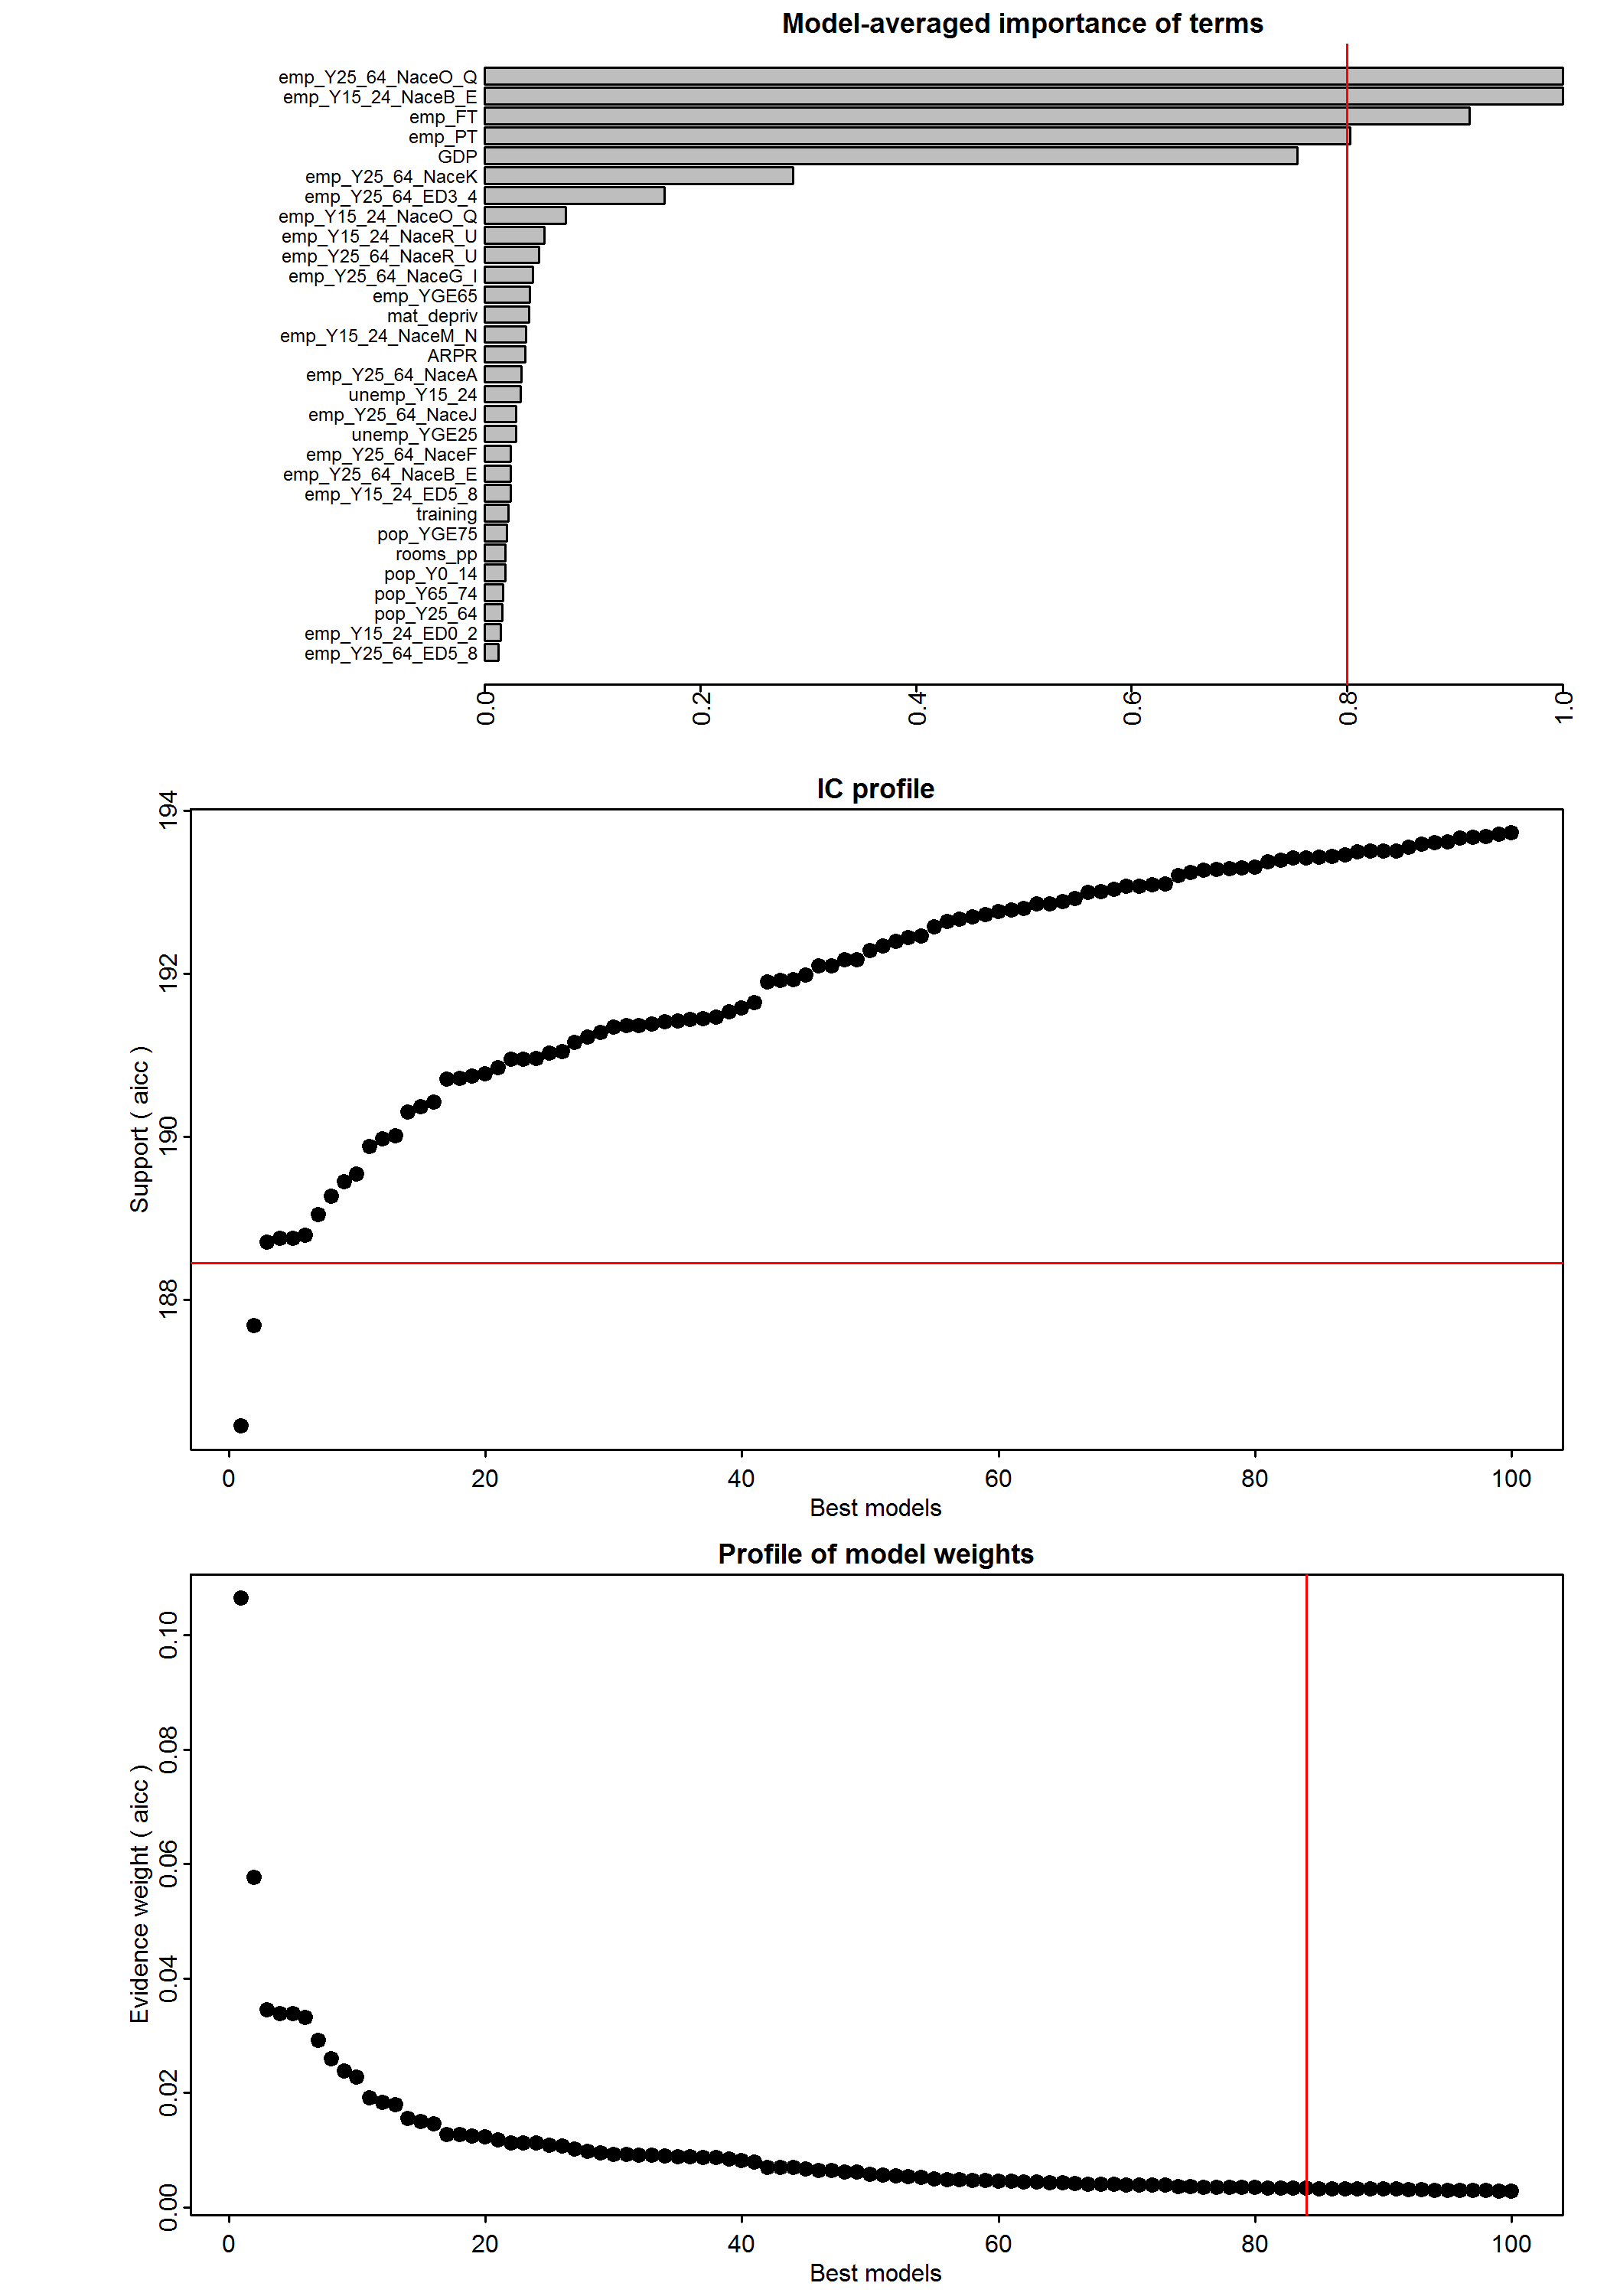 Model-averaged importance of terms
emp_Y25_64_NaceO_Q
emp_Y15_24_NaceB_E
emp_FT
emp_PT
GDP
emp_Y25_64_NaceK
emp_Y25_64_ED3_4
emp_Y15_24_NaceO_Q
emp_Y15_24_NaceR_U
emp_Y25_64_NaceR_U
emp_Y25_64_NaceG_I
emp_YGE65
mat_depriv
emp_Y15_24_NaceM_N
ARPR
emp_Y25_64_NaceA
unemp_Y15_24
emp_Y25_64_NaceJ
unemp_YGE25
emp_Y25_64_NaceF
emp_Y25_64_NaceB_E
emp_Y15_24_ED5_8
training
pop_YGE75
rooms_pp
pop_Y0_14
pop_Y65_74
pop_Y25_64
emp_Y15_24_ED0_2
emp_Y25_64_ED5_8
0.0 0.2 0.4 0.6 0.8 1.0
IC profile
Support ( aicc )
194
192
190
188
0 20 40 60 80 100
Best models
Profile of model weights
Evidence weight ( aicc )
0.10
0.08
0.06
0.04
0.02
0.00
0 20 40 60 80 100
Best models